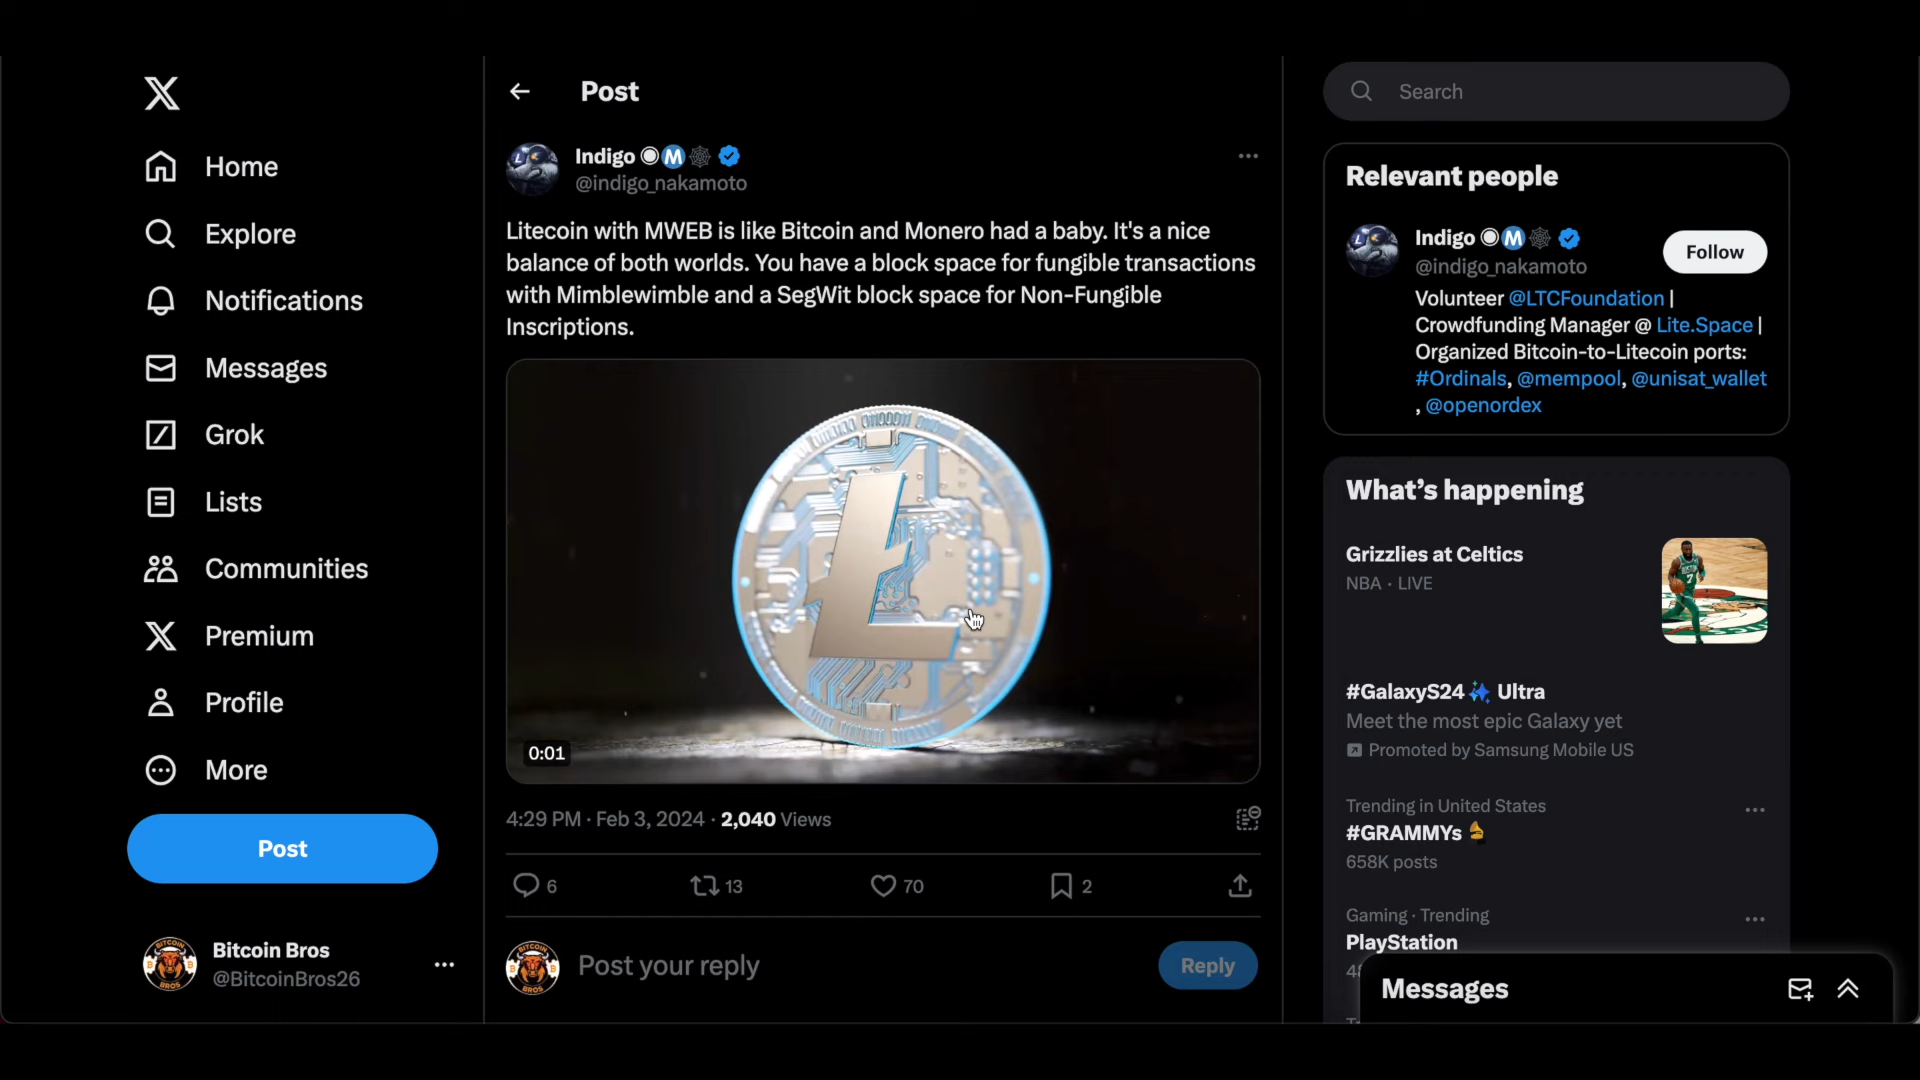 Home
Explore
Notifications
Messages
Grok
Lists
Communities
Premium
Profile
More
Post
Bitcoin Bros
@BitcoinBros26
Post
Indigo
@indigo_nakamoto
Litecoin with MWEB is like Bitcoin and Monero had a baby. It's a nice
balance of both worlds. You have a block space for fungible transactions
with Mimblewimble and a SegWit block space for Non-Fungible
Inscriptions.
0:01
4:29 PM · Feb 3, 2024 · 2,040 Views
6 13 70 2
Post your reply
Reply
Search
Relevant people
Indigo
@indigo_nakamoto
Follow
Volunteer @LTCFoundation |
Crowdfunding Manager @ Lite.Space |
Organized Bitcoin-to-Litecoin ports:
#Ordinals, @mempool, @unisat_wallet
, @openordex
What's happening
Grizzlies at Celtics
NBA · LIVE
#GalaxyS24 Ultra
Meet the most epic Galaxy yet
Promoted by Samsung Mobile US
Trending in United States
#GRAMMYs
658K posts
Gaming · Trending
PlayStation
Messages